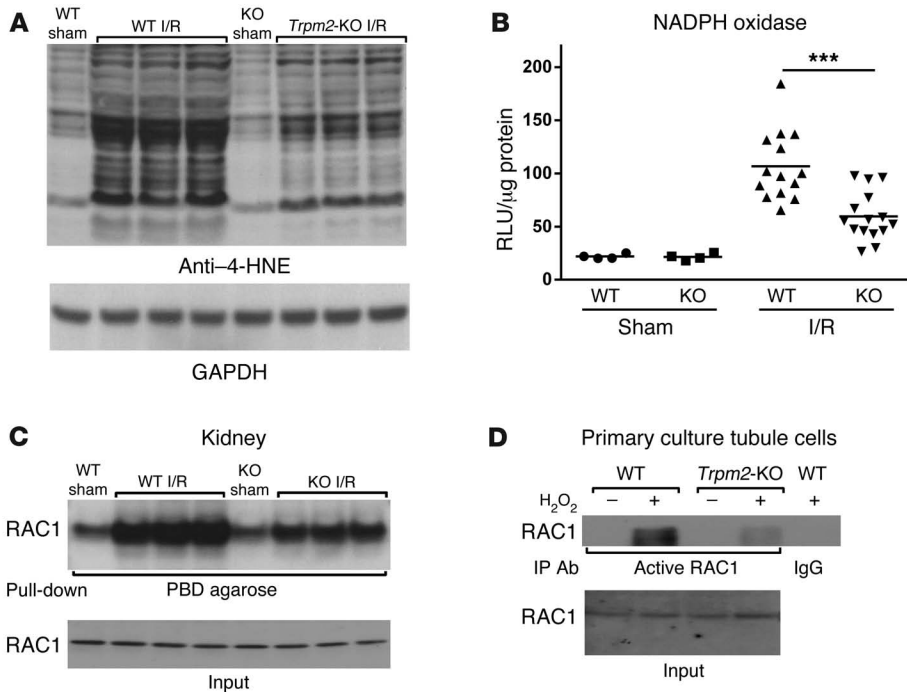 A
WT sham
WT I/R
KO sham
Trpm2-KO I/R
Anti–4-HNE
GAPDH
B
NADPH oxidase
RLU/μg protein
200
150
100
50
0
***
WT
KO
WT
KO
Sham
I/R
C
Kidney
WT sham
WT I/R
KO sham
KO I/R
RAC1
Pull-down
PBD agarose
RAC1
Input
D
Primary culture tubule cells
WT
Trpm2-KO
WT
H₂O₂ – + – + +
RAC1
IP Ab
Active RAC1
IgG
RAC1
Input